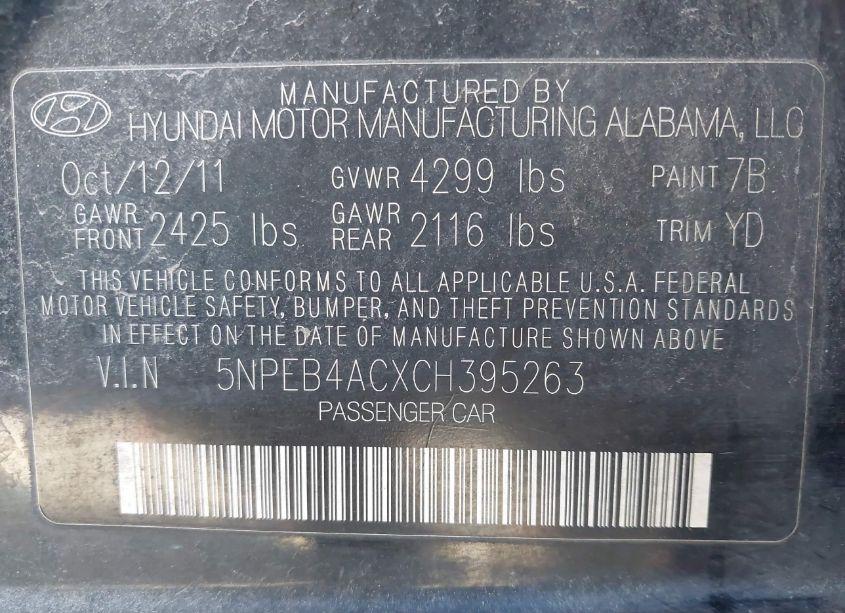 MANUFACTURED BY
HYUNDAI MOTOR MANUFACTURING ALABAMA, LLC
Oct/12/11 GVWR 4299 lbs PAINT 7B
GAWR FRONT 2425 lbs GAWR REAR 2116 lbs TRIM YD
THIS VEHICLE CONFORMS TO ALL APPLICABLE U.S.A. FEDERAL
MOTOR VEHICLE SAFETY, BUMPER, AND THEFT PREVENTION STANDARDS
IN EFFECT ON THE DATE OF MANUFACTURE SHOWN ABOVE
V.I.N 5NPEB4ACXCH395263
PASSENGER CAR